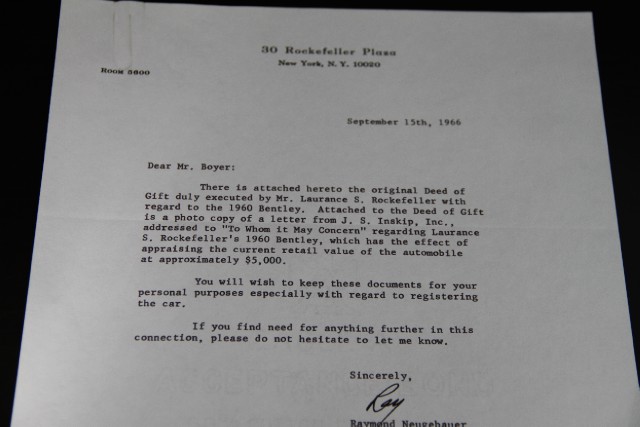 30 Rockefeller Plaza
New York, N. Y. 10020
Room 5600
September 15th, 1966
Dear Mr. Boyer:
There is attached hereto the original Deed of
Gift duly executed by Mr. Laurance S. Rockefeller with
regard to the 1960 Bentley. Attached to the Deed of Gift
is a photo copy of a letter from J. S. Inskip, Inc.,
addressed to "To Whom it May Concern" regarding Laurance
S. Rockefeller's 1960 Bentley, which has the effect of
appraising the current retail value of the automobile
at approximately $5,000.
You will wish to keep these documents for your
personal purposes especially with regard to registering
the car.
If you find need for anything further in this
connection, please do not hesitate to let me know.
Sincerely,
Ray
Raymond Neugebauer